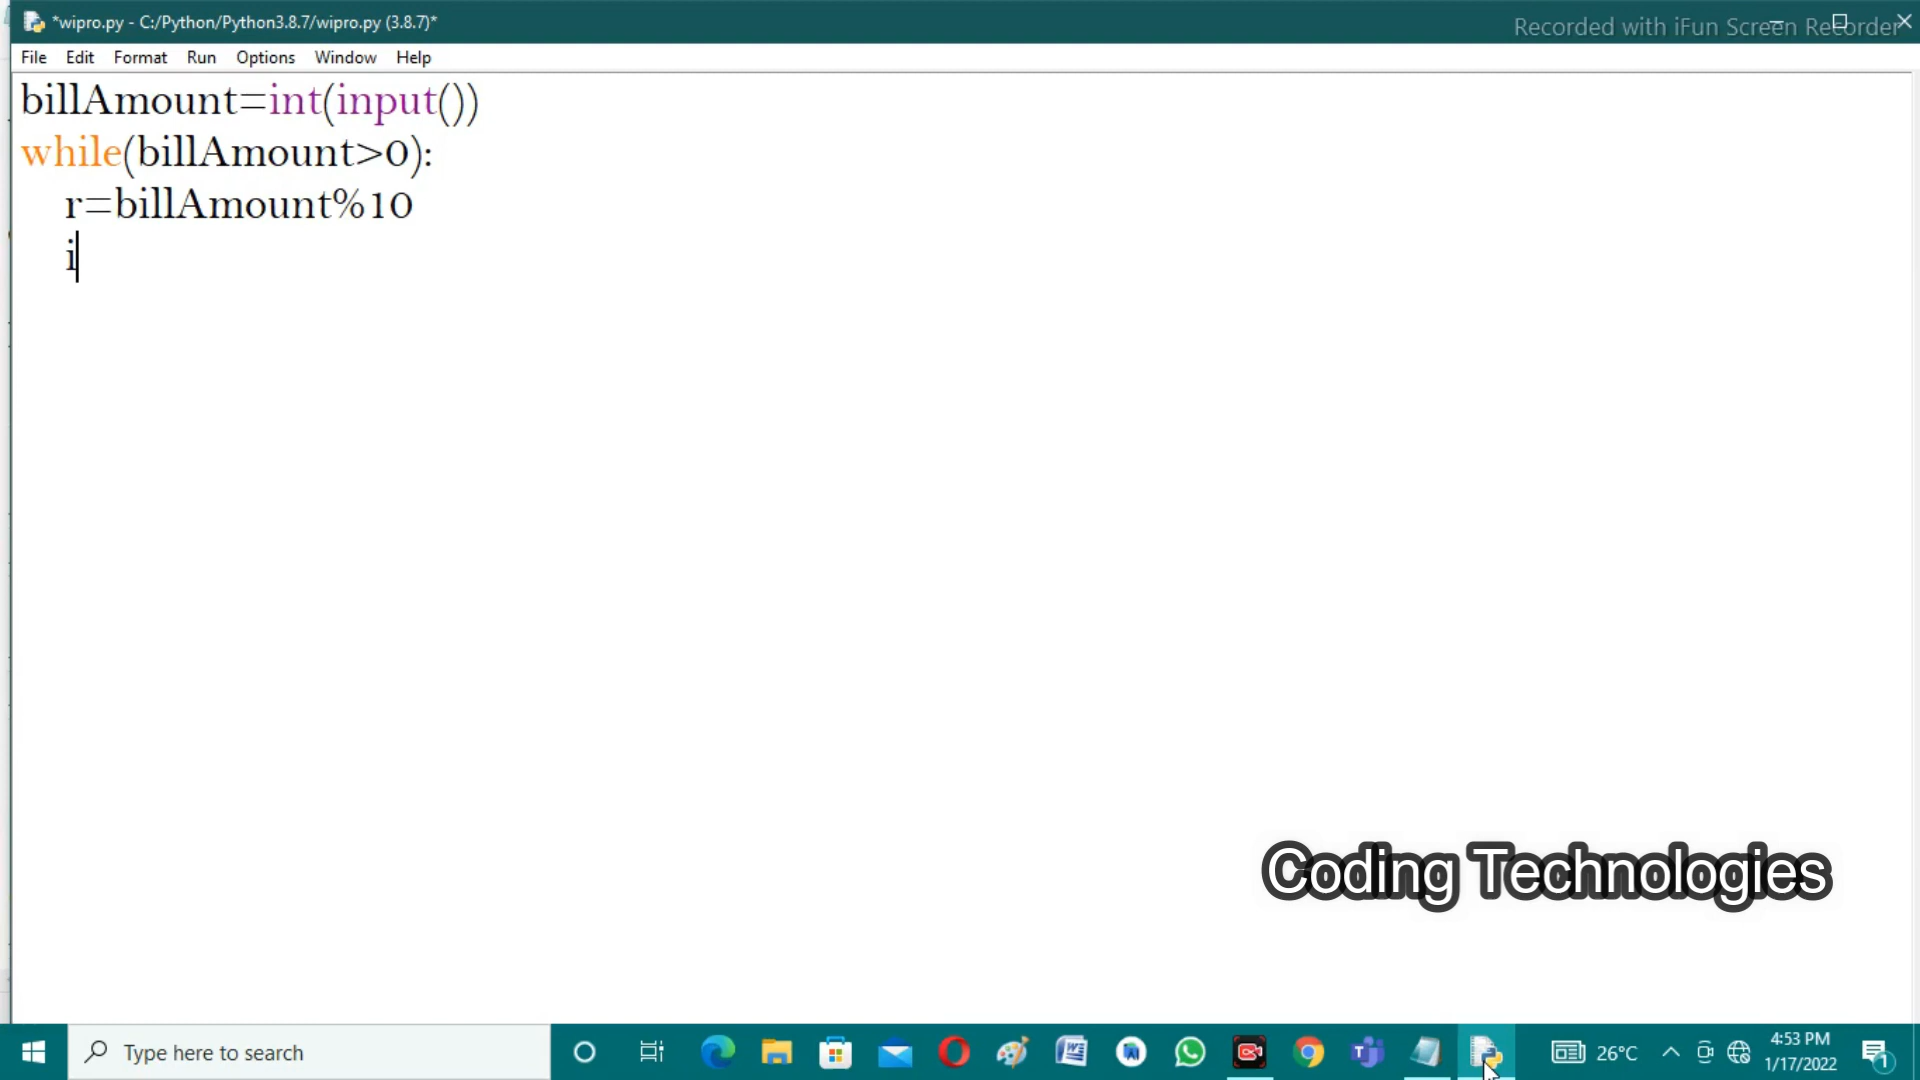 *wipro.py - C:/Python/Python3.8.7/wipro.py (3.8.7)*
Recorded with iFun Screen Recorder
File Edit Format Run Options Window Help
billAmount=int(input())
while(billAmount>0):
    r=billAmount%10
    i
Coding Technologies
Type here to search
26°C
4:53 PM
1/17/2022
1